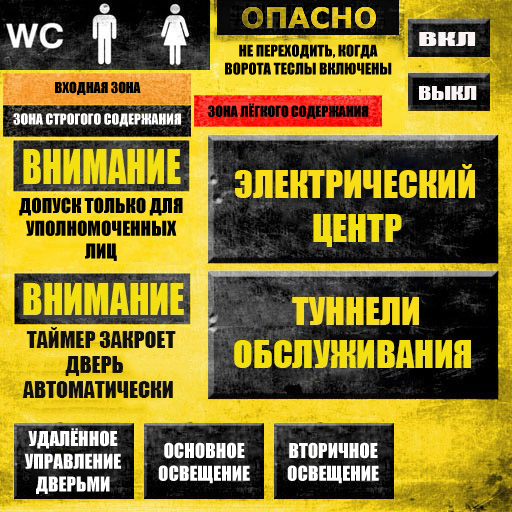 WC
ОПАСНО
НЕ ПЕРЕХОДИТЬ, КОГДА
ВОРОТА ТЕСЛЫ ВКЛЮЧЕНЫ
ВКЛ
ВЫКЛ
ВХОДНАЯ ЗОНА
ЗОНА СТРОГОГО СОДЕРЖАНИЯ
ЗОНА ЛЁГКОГО СОДЕРЖАНИЯ
ВНИМАНИЕ
ДОПУСК ТОЛЬКО ДЛЯ
УПОЛНОМОЧЕННЫХ
ЛИЦ
ЭЛЕКТРИЧЕСКИЙ
ЦЕНТР
ВНИМАНИЕ
ТАЙМЕР ЗАКРОЕТ
ДВЕРЬ
АВТОМАТИЧЕСКИ
ТУННЕЛИ
ОБСЛУЖИВАНИЯ
УДАЛЁННОЕ
УПРАВЛЕНИЕ
ДВЕРЬМИ
ОСНОВНОЕ
ОСВЕЩЕНИЕ
ВТОРИЧНОЕ
ОСВЕЩЕНИЕ